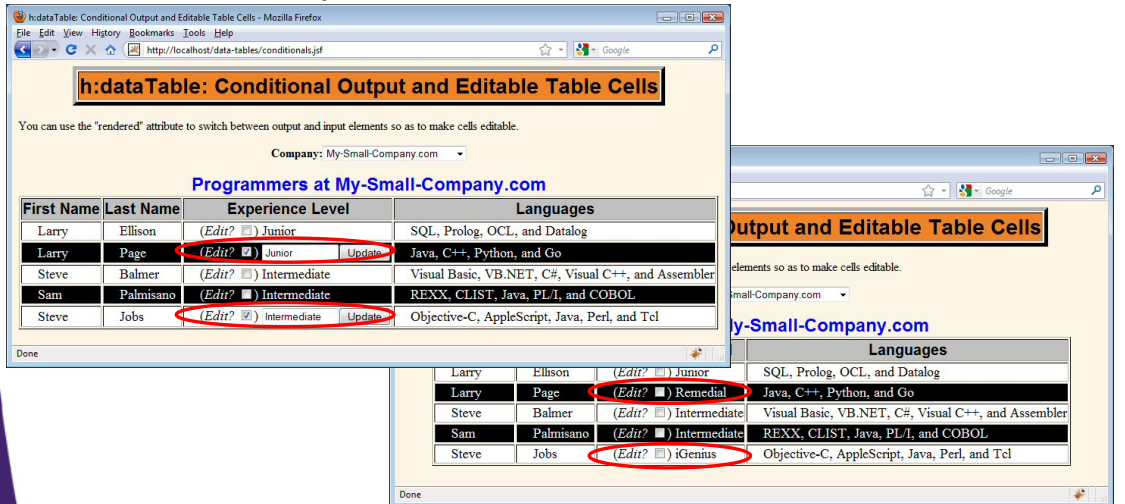 h:dataTable: Conditional Output and Editable Table Cells - Mozilla Firefox
File Edit View History Bookmarks Tools Help
http://localhost/data-tables/conditionals.jsf
Google
h:dataTable: Conditional Output and Editable Table Cells
You can use the "rendered" attribute to switch between output and input elements so as to make cells editable.
Company: My-Small-Company.com
Programmers at My-Small-Company.com
First Name Last Name Experience Level Languages
Larry Ellison (Edit? ) Junior SQL, Prolog, OCL, and Datalog
Larry Page (Edit? ) Junior Update Java, C++, Python, and Go
Steve Balmer (Edit? ) Intermediate Visual Basic, VB.NET, C#, Visual C++, and Assembler
Sam Palmisano (Edit? ) Intermediate REXX, CLIST, Java, PL/I, and COBOL
Steve Jobs (Edit? ) Intermediate Update Objective-C, AppleScript, Java, Perl, and Tcl
Done
Google
Output and Editable Table Cells
elements so as to make cells editable.
Small-Company.com
My-Small-Company.com
Languages
Larry Ellison (Edit? ) Junior SQL, Prolog, OCL, and Datalog
Larry Page (Edit? ) Remedial Java, C++, Python, and Go
Steve Balmer (Edit? ) Intermediate Visual Basic, VB.NET, C#, Visual C++, and Assembler
Sam Palmisano (Edit? ) Intermediate REXX, CLIST, Java, PL/I, and COBOL
Steve Jobs (Edit? ) iGenius Objective-C, AppleScript, Java, Perl, and Tcl
Done